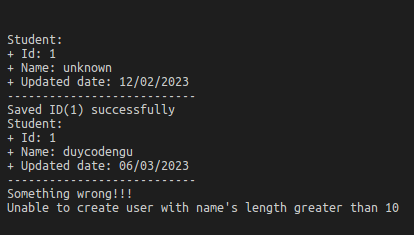 Student:
+ Id: 1
+ Name: unknown
+ Updated date: 12/02/2023
---------------------------
Saved ID(1) successfully
Student:
+ Id: 1
+ Name: duycodengu
+ Updated date: 06/03/2023
---------------------------
Something wrong!!!
Unable to create user with name's length greater than 10